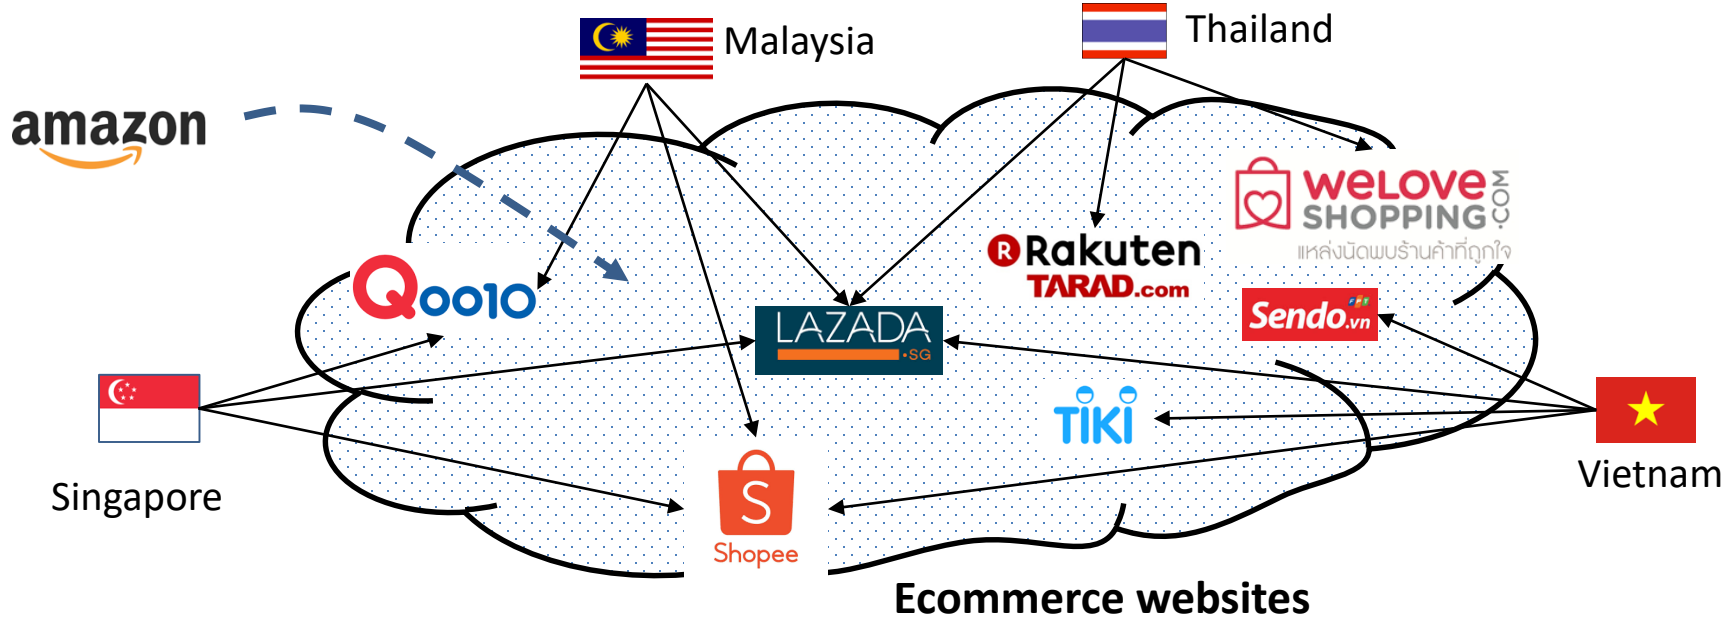 Malaysia
Thailand
amazon
weLOVe
SHOPPING
.COM
แหล่งนัดพบร้านค้าที่ถูกใจ
R Rakuten
TARAD.com
Qoo10
LAZADA
.SG
Sendo.vn
FPT
TiKi
Singapore
Vietnam
S
Shopee
Ecommerce websites